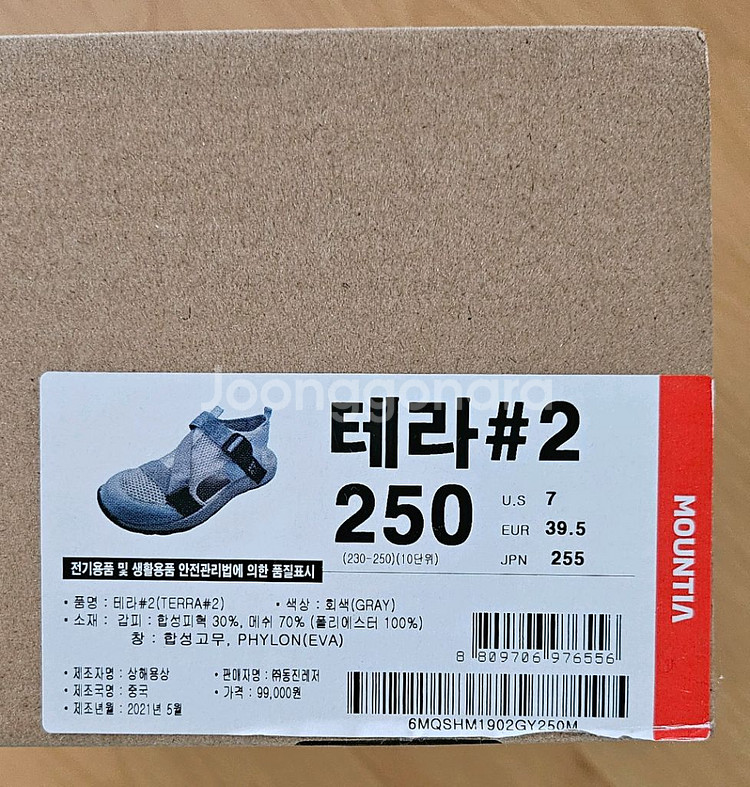 Joonggonara
테라#2
250
U.S 7
EUR 39.5
JPN 255
(230-250)(10단위)
MOUNTIA
전기용품 및 생활용품 안전관리법에 의한 품질표시
• 품명 : 테라#2(TERRA#2) • 색상 : 회색(GRAY)
• 소재 : 갑피 : 합성피혁 30%, 메쉬 70% (폴리에스터 100%)
창 : 합성고무, PHYLON(EVA)
8 809706 976556
• 제조자명 : 상해용상 • 판매자명 : ㈜동진레저
• 제조국명 : 중국 • 가격 : 99,000원
• 제조년월 : 2021년 5월
6MQSHM1902GY250M